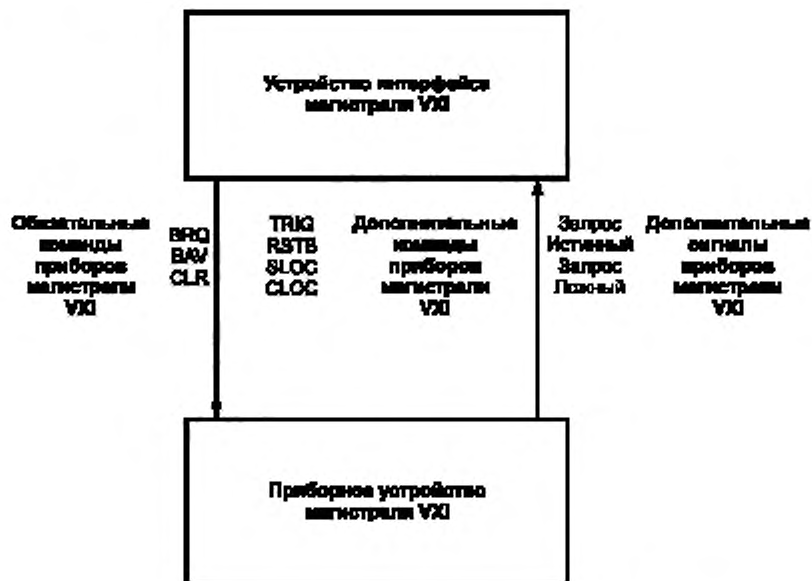 Устройство интерфейса
магистрали VXI
Обязательные
команды
приборов
магистрали
VXI
BRQ
BAV
CLR
TRIG
RSTB
SLOC
CLOC
Дополнительные
команды
приборов
магистрали
VXI
Запрос
Истинный
Запрос
Ложный
Дополнительные
сигналы
приборов
магистрали
VXI
Приборное устройство
магистрали VXI